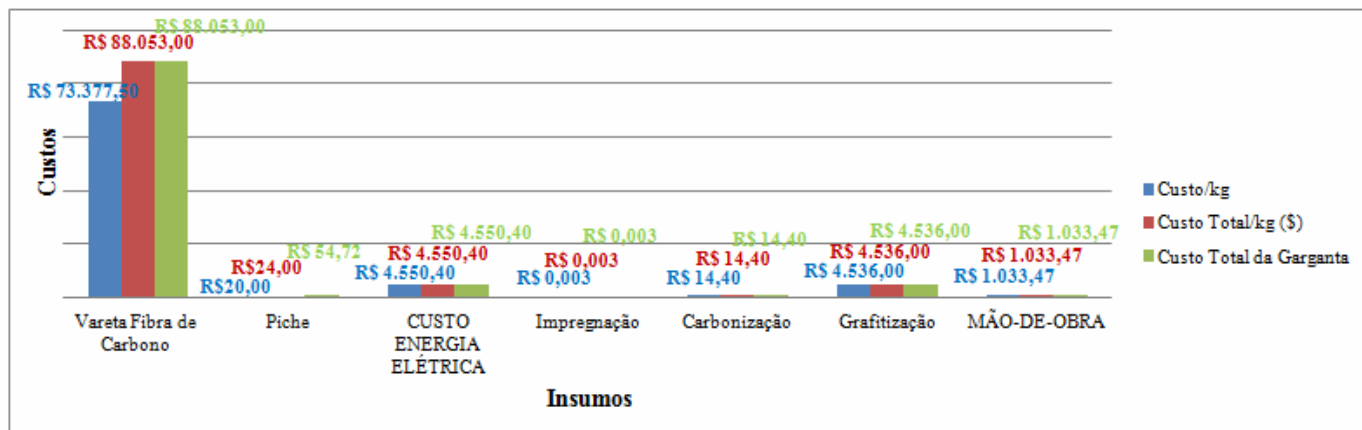 R$ 88.053,00
R$ 88.053,00
R$ 73.377,50
R$ 54,72
R$24,00
R$20,00
R$ 4.550,40
R$ 4.550,40
R$ 4.550,40
R$ 0,003
R$ 0,003
R$ 0,003
R$ 14,40
R$ 14,40
R$ 14,40
R$ 4.536,00
R$ 4.536,00
R$ 4.536,00
R$ 1.033,47
R$ 1.033,47
R$ 1.033,47
Custos
Vareta Fibra de
Carbono
Piche
CUSTO
ENERGIA
ELÉTRICA
Impregnação
Carbonização
Grafitização
MÃO-DE-OBRA
Insumos
Custo/kg
Custo Total/kg ($)
Custo Total da Garganta